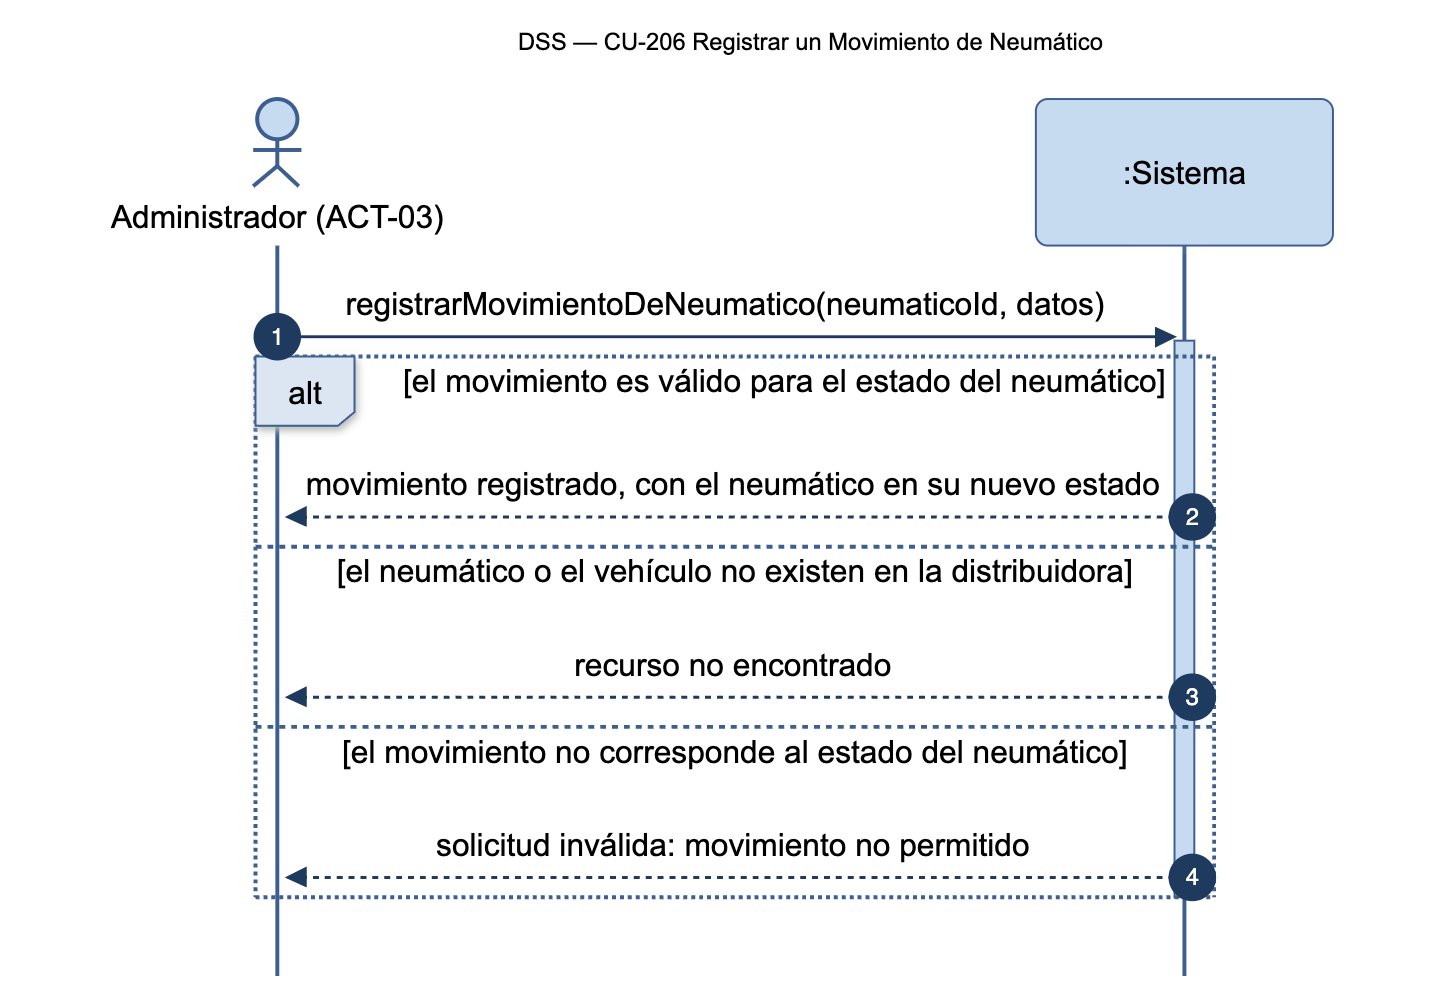 DSS — CU-206 Registrar un Movimiento de Neumático
:Sistema
Administrador (ACT-03)
registrarMovimientoDeNeumatico(neumaticoId, datos)
1
alt
[el movimiento es válido para el estado del neumático]
movimiento registrado, con el neumático en su nuevo estado
2
[el neumático o el vehículo no existen en la distribuidora]
recurso no encontrado
3
[el movimiento no corresponde al estado del neumático]
solicitud inválida: movimiento no permitido
4